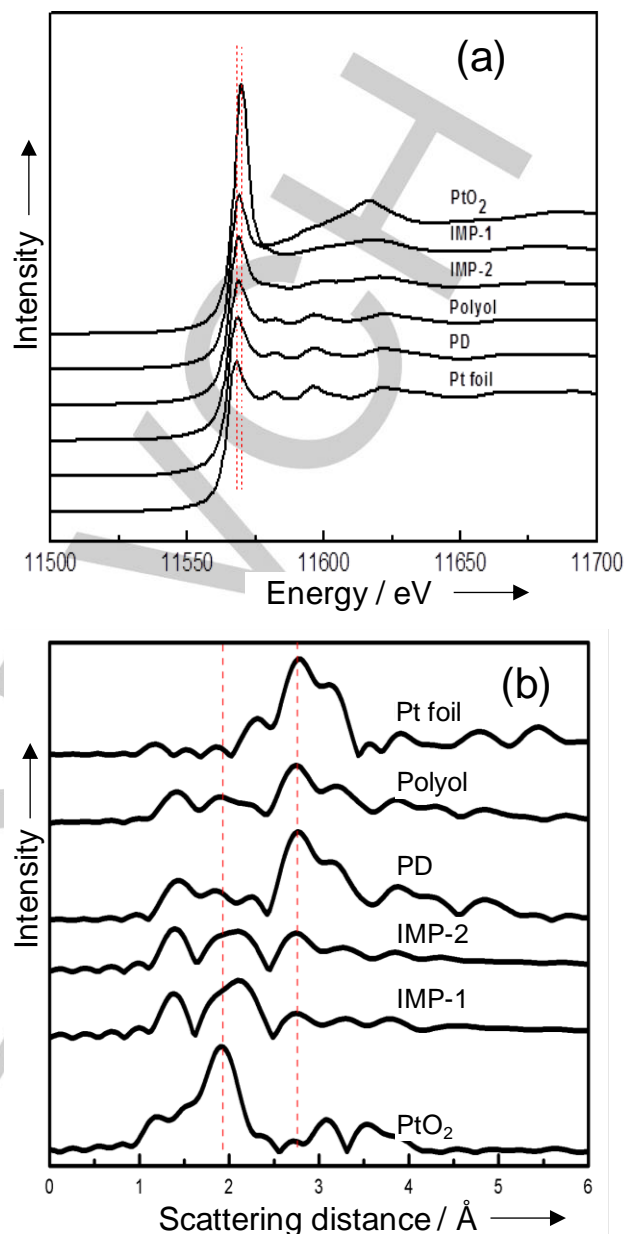 (a)
PtO2
IMP-1
IMP-2
Polyol
PD
Pt foil
Intensity
11500 11550 11600 11650 11700
Energy / eV
(b)
Pt foil
Polyol
PD
IMP-2
IMP-1
PtO2
Intensity
0 1 2 3 4 5 6
Scattering distance / Å